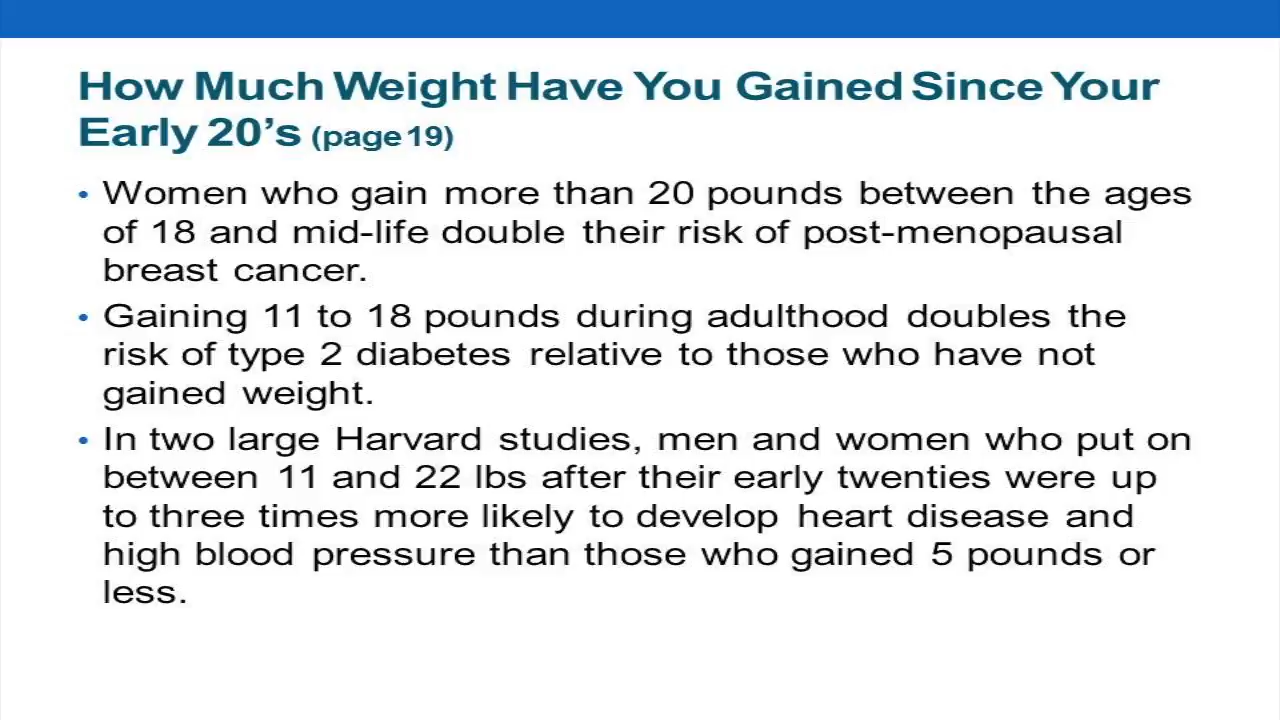 How Much Weight Have You Gained Since Your
Early 20’s (page 19)
• Women who gain more than 20 pounds between the ages
of 18 and mid-life double their risk of post-menopausal
breast cancer.
• Gaining 11 to 18 pounds during adulthood doubles the
risk of type 2 diabetes relative to those who have not
gained weight.
• In two large Harvard studies, men and women who put on
between 11 and 22 lbs after their early twenties were up
to three times more likely to develop heart disease and
high blood pressure than those who gained 5 pounds or
less.